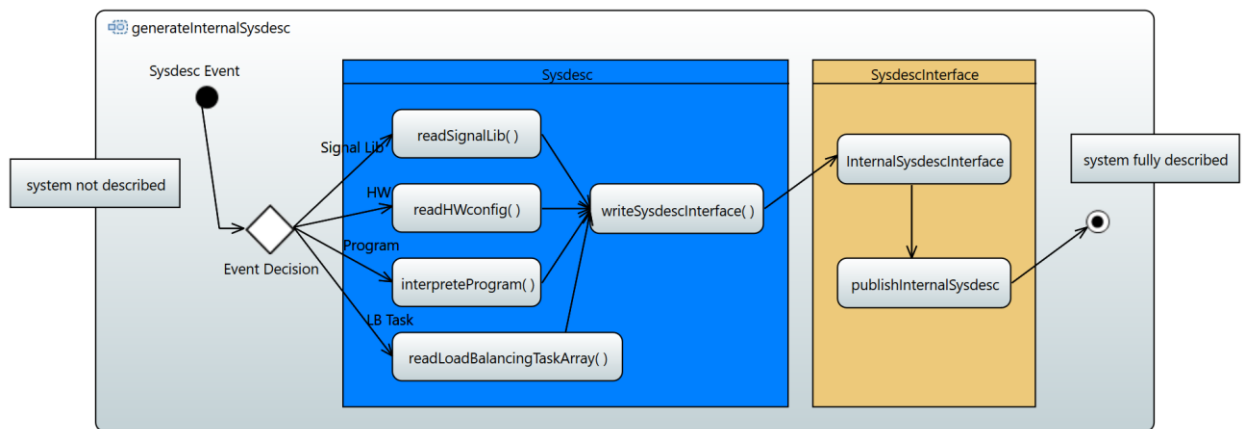 generateInternalSysdesc
Sysdesc Event
Sysdesc
SysdescInterface
Signal Lib
readSignalLib( )
InternalSysdescInterface
system fully described
system not described
HW
readHWconfig( )
writeSysdescInterface( )
Program
Event Decision
interpreteProgram( )
publishInternalSysdesc
LB Task
readLoadBalancingTaskArray( )